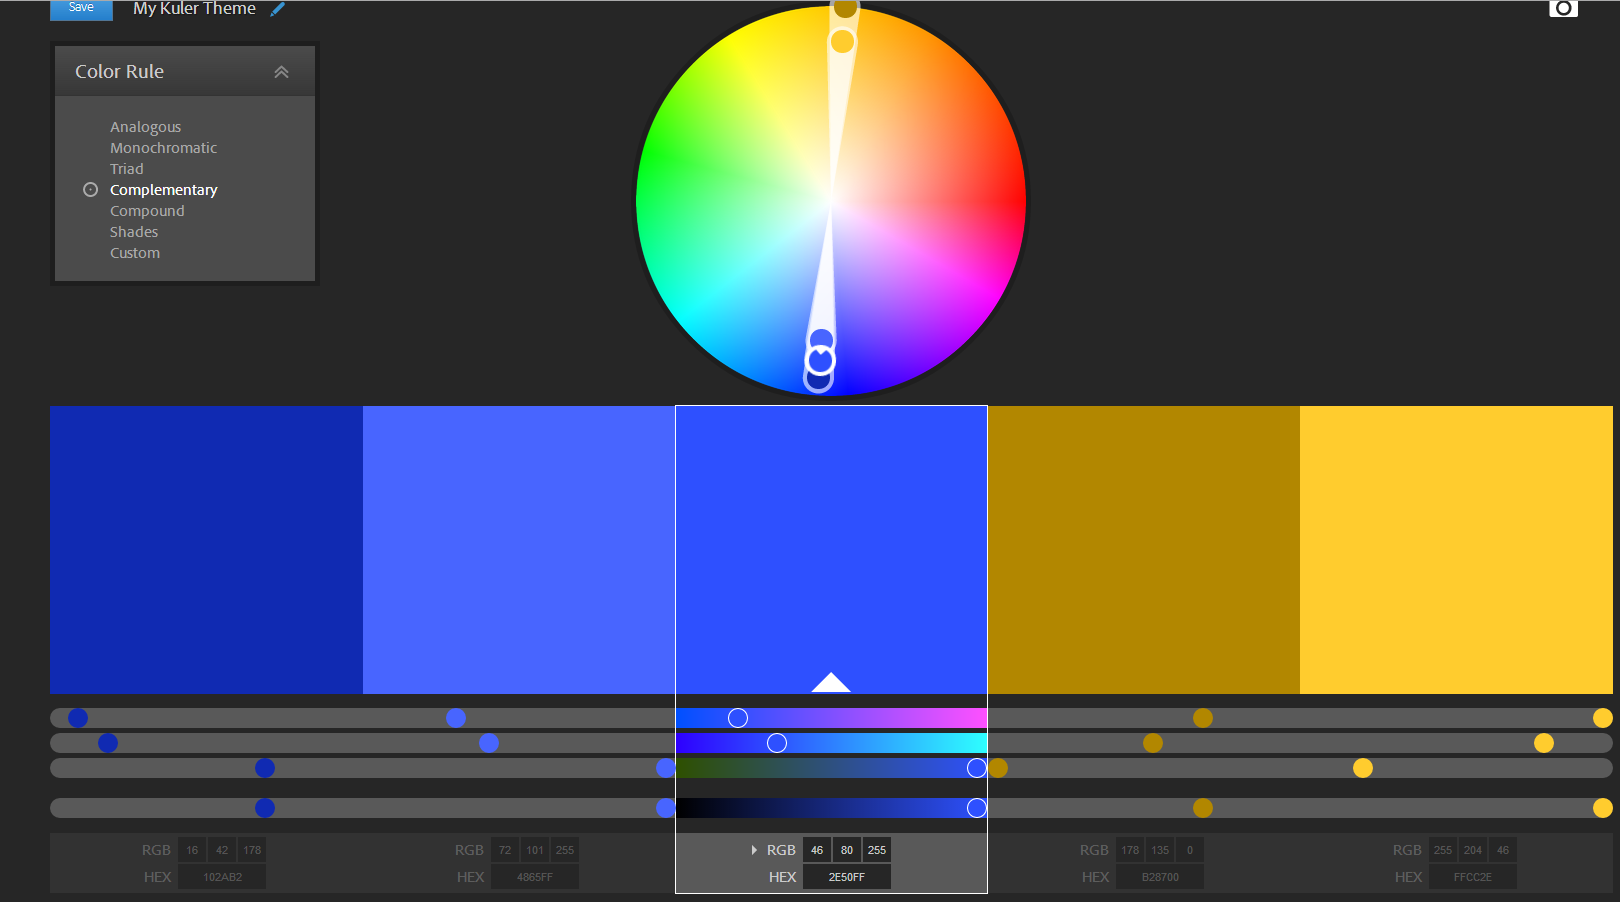 Save My Kuler Theme
Color Rule
Analogous
Monochromatic
Triad
Complementary
Compound
Shades
Custom
RGB 16 42 178
HEX 102AB2
RGB 72 101 255
HEX 4865FF
RGB 46 80 255
HEX 2E50FF
RGB 178 135 0
HEX B28700
RGB 255 204 46
HEX FFCC2E